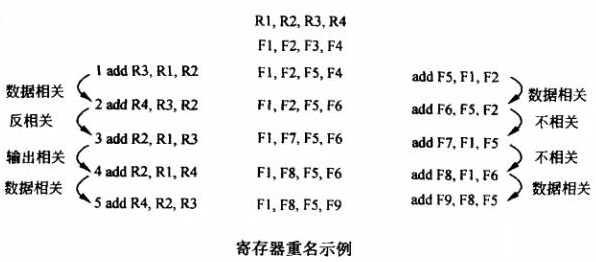 R1, R2, R3, R4
F1, F2, F3, F4
1 add R3, R1, R2 F1, F2, F5, F4 add F5, F1, F2
数据相关 数据相关
2 add R4, R3, R2 F1, F2, F5, F6 add F6, F5, F2
反相关 不相关
3 add R2, R1, R3 F1, F7, F5, F6 add F7, F1, F5
输出相关 不相关
4 add R2, R1, R4 F1, F8, F5, F6 add F8, F1, F6
数据相关 数据相关
5 add R4, R2, R3 F1, F8, F5, F9 add F9, F8, F5
寄存器重名示例